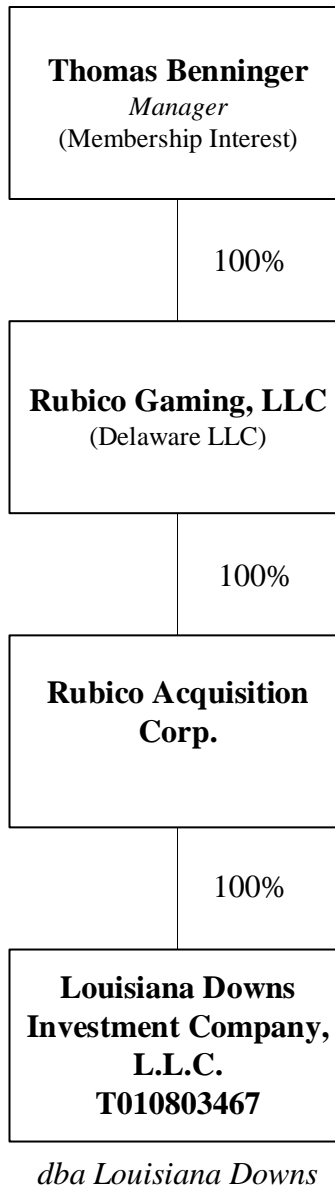 Thomas Benninger
Manager
(Membership Interest)
100%
Rubico Gaming, LLC
(Delaware LLC)
100%
Rubico Acquisition
Corp.
100%
Louisiana Downs
Investment Company,
L.L.C.
T010803467
dba Louisiana Downs